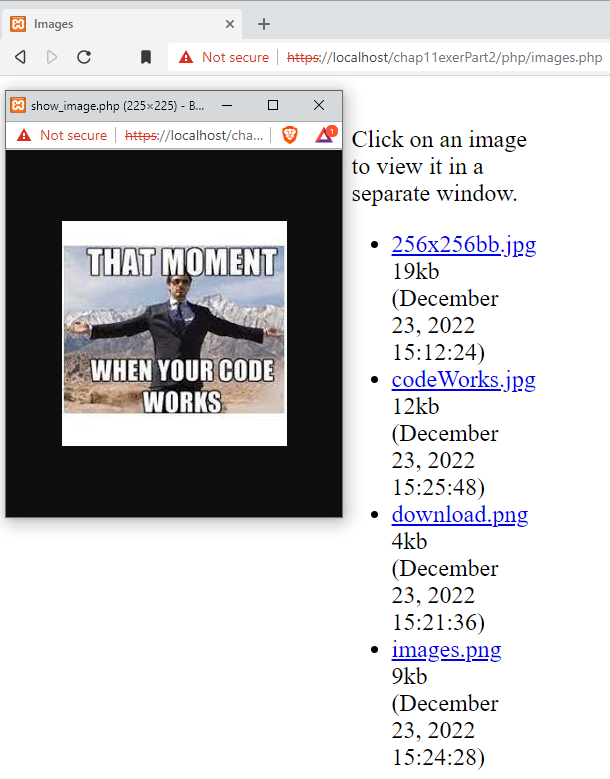 Images
Not secure https://localhost/chap11exerPart2/php/images.php
show_image.php (225×225) - B...
Not secure https://localhost/cha...
1
THAT MOMENT
WHEN YOUR CODE
WORKS
Click on an image
to view it in a
separate window.
256x256bb.jpg
19kb
(December
23, 2022
15:12:24)
codeWorks.jpg
12kb
(December
23, 2022
15:25:48)
download.png
4kb
(December
23, 2022
15:21:36)
images.png
9kb
(December
23, 2022
15:24:28)